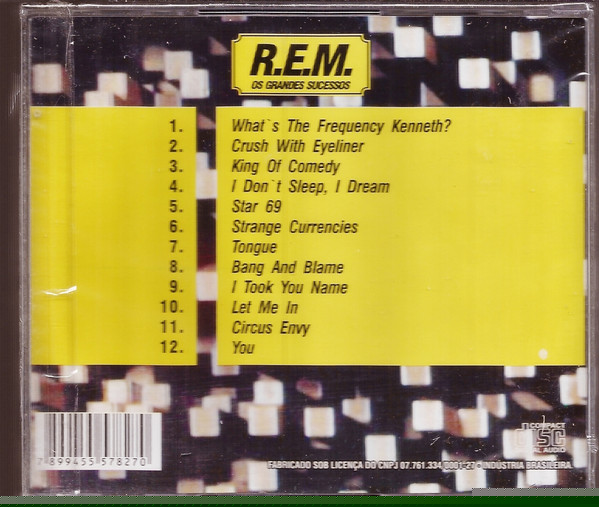 R.E.M.
OS GRANDES SUCESSOS
1. What`s The Frequency Kenneth?
2. Crush With Eyeliner
3. King Of Comedy
4. I Don`t Sleep, I Dream
5. Star 69
6. Strange Currencies
7. Tongue
8. Bang And Blame
9. I Took You Name
10. Let Me In
11. Circus Envy
12. You
COMPACT
DISC
AL AUDIO
7 899455 578270
FABRICADO SOB LICENÇA DO CNPJ 07.761.334/0001-27 - INDÚSTRIA BRASILEIRA